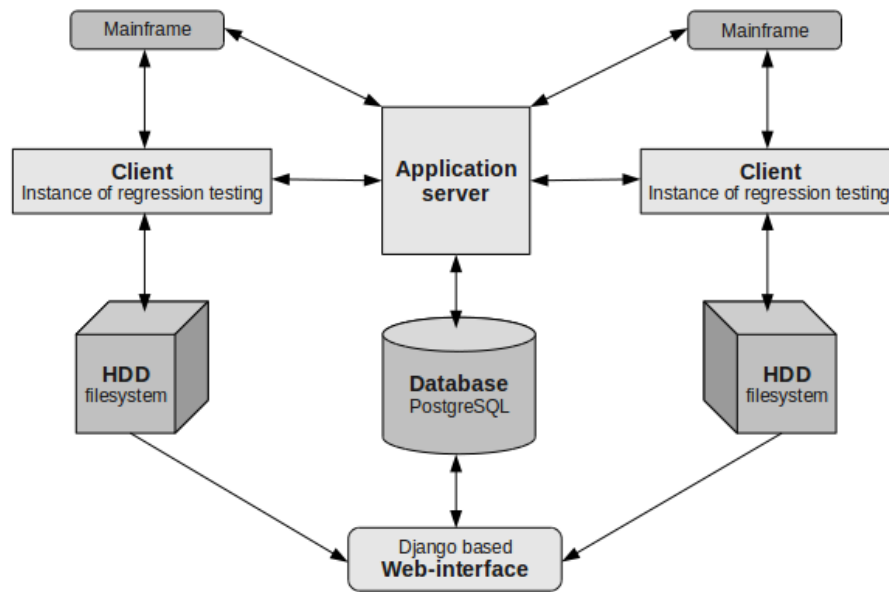 Mainframe
Mainframe
Client
Instance of regression testing
Application
server
Client
Instance of regression testing
HDD
filesystem
Database
PostgreSQL
HDD
filesystem
Django based
Web-interface